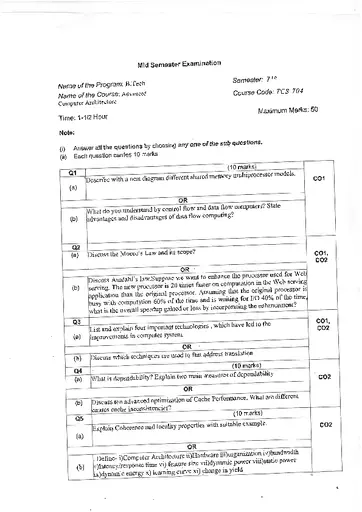 Mid Semester Examination
Name of the Program: B.Tech
Semester: 7th
Name of the Course: Advanced
Computer Architecture
Course Code: TCS-704
Time: 1-1/2 Hour
Maximum Marks: 50
Note:
(i) Answer all the questions by choosing any one of the sub questions.
(ii) Each question carries 10 marks
Q1
(10 marks)
(a) Describe with a neat diagram different shared memory multiprocessor models.
CO1
OR
(b) What do you understand by control flow and data flow computers? State
advantages and disadvantages of data flow computing?
Q2
(a) Discuss the Moore's Law and its scope?
CO1,
CO2
OR
(b) Discuss Amdahl's law.Suppose we want to enhance the processor used for Web
serving. The new processor is 20 times faster on computation in the Web serving
application than the original processor. Assuming that the original processor is
busy with computation 60% of the time and is waiting for I/O 40% of the time,
what is the overall speedup gained or loss by incorporating the enhancement?
Q3
(a) List and explain four important technologies , which have led to the
improvements in computer system
CO1,
CO2
OR
(b) Discuss which techniques are used in fast address translation
Q4
(10 marks)
(a) What is dependability? Explain two main measures of dependability
CO2
OR
(b) Discuss ten advanced optimization of Cache Performance. What are different
causes cache inconsistencies?
Q5
(10 marks)
(a) Explain Coherence and locality properties with suitable example.
CO2
OR
(b) Define- i)Computer Architecture ii)Hardware iii)organization iv)bandwidth
v)latency/response time vi) feature size vii)dynamic power viii)static power
ix)dynamic energy x) learning curve xi) change in yield